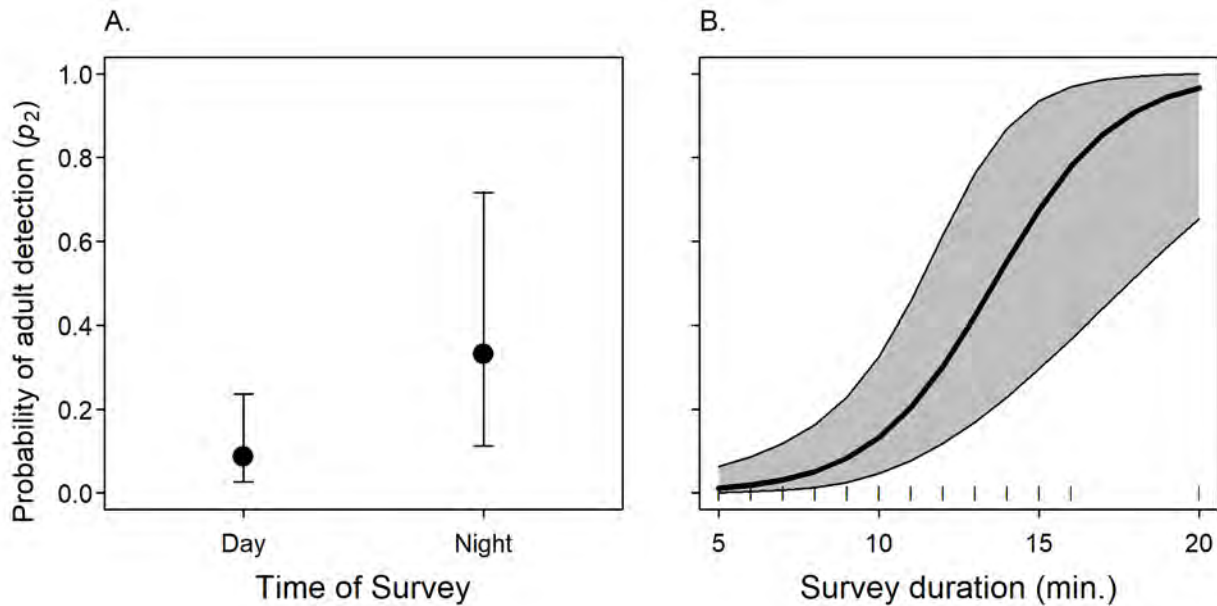 A.
Probability of adult detection (p2)
1.0
0.8
0.6
0.4
0.2
0.0
Day Night
Time of Survey
B.
5 10 15 20
Survey duration (min.)